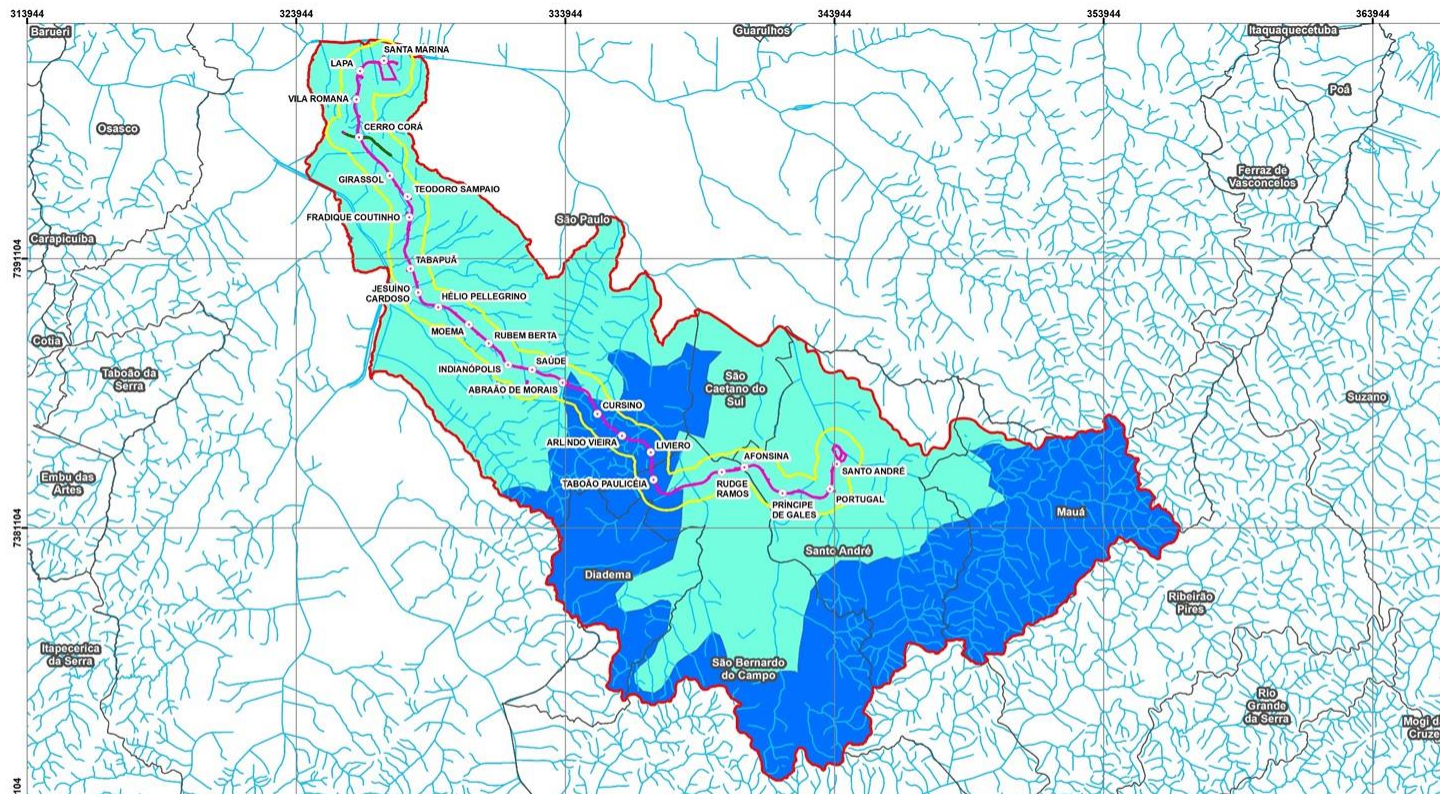 313944
323944
333944
343944
353944
363944
Barueri
Guarulhos
Itaquaquecetuba
SANTA MARINA
LAPA
Poá
VILA ROMANA
Osasco
CERRO CORÁ
GIRASSOL
TEODORO SAMPAIO
Ferraz de
Vasconcelos
FRADIQUE COUTINHO
São Paulo
Carapicuíba
7391104
TABAPUÃ
JESUÍNO
CARDOSO
HÉLIO PELLEGRINO
MOEMA
RUBEM BERTA
Cotia
INDIANÓPOLIS
SAÚDE
Taboão da
Serra
ABRAÃO DE MORAIS
São
Caetano do
Sul
Suzano
CURSINO
ARLINDO VIEIRA
LIVIERO
AFONSINA
SANTO ANDRÉ
Embu das
Artes
TABOÃO PAULICÉIA
RUDGE
RAMOS
PORTUGAL
PRÍNCIPE
DE GALES
Mauá
7381104
Santo André
Diadema
Ribeirão
Pires
Itapecerica
da Serra
São Bernardo
do Campo
Rio
Grande
da Serra
Mogi d
Cruze
104